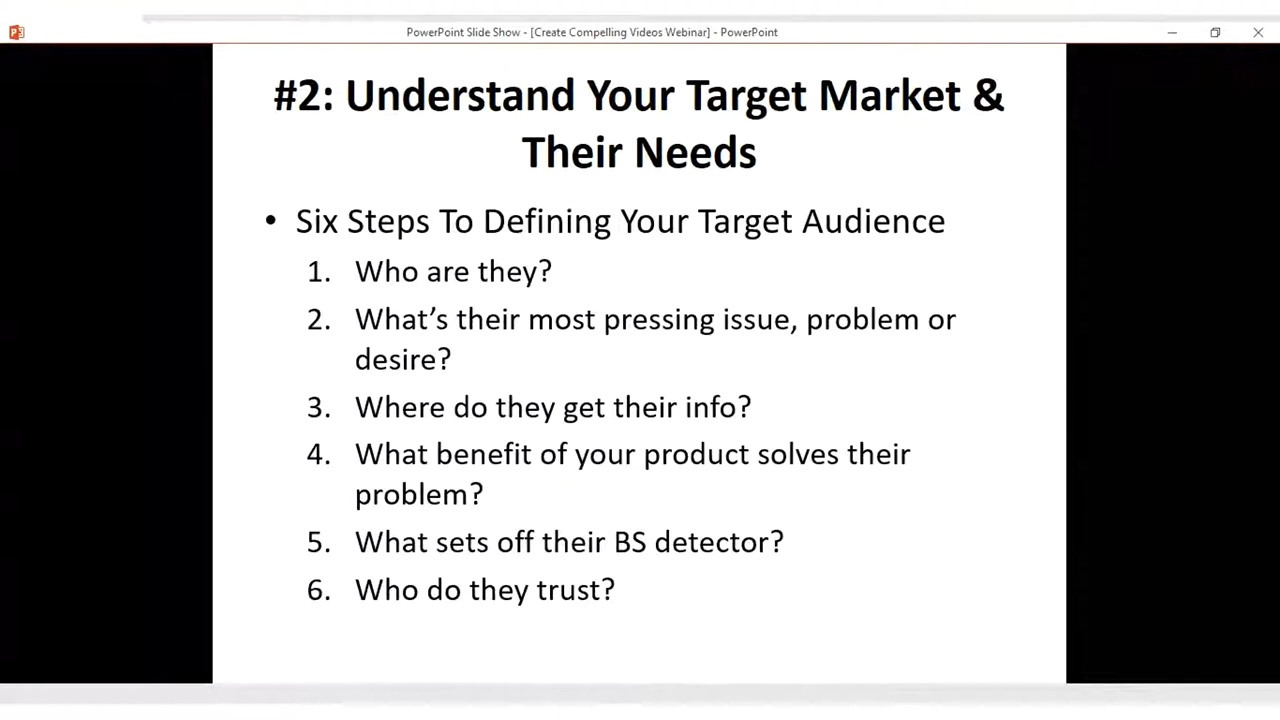 PowerPoint Slide Show - [Create Compelling Videos Webinar] - PowerPoint
#2: Understand Your Target Market &
Their Needs
• Six Steps To Defining Your Target Audience
1. Who are they?
2. What’s their most pressing issue, problem or
desire?
3. Where do they get their info?
4. What benefit of your product solves their
problem?
5. What sets off their BS detector?
6. Who do they trust?